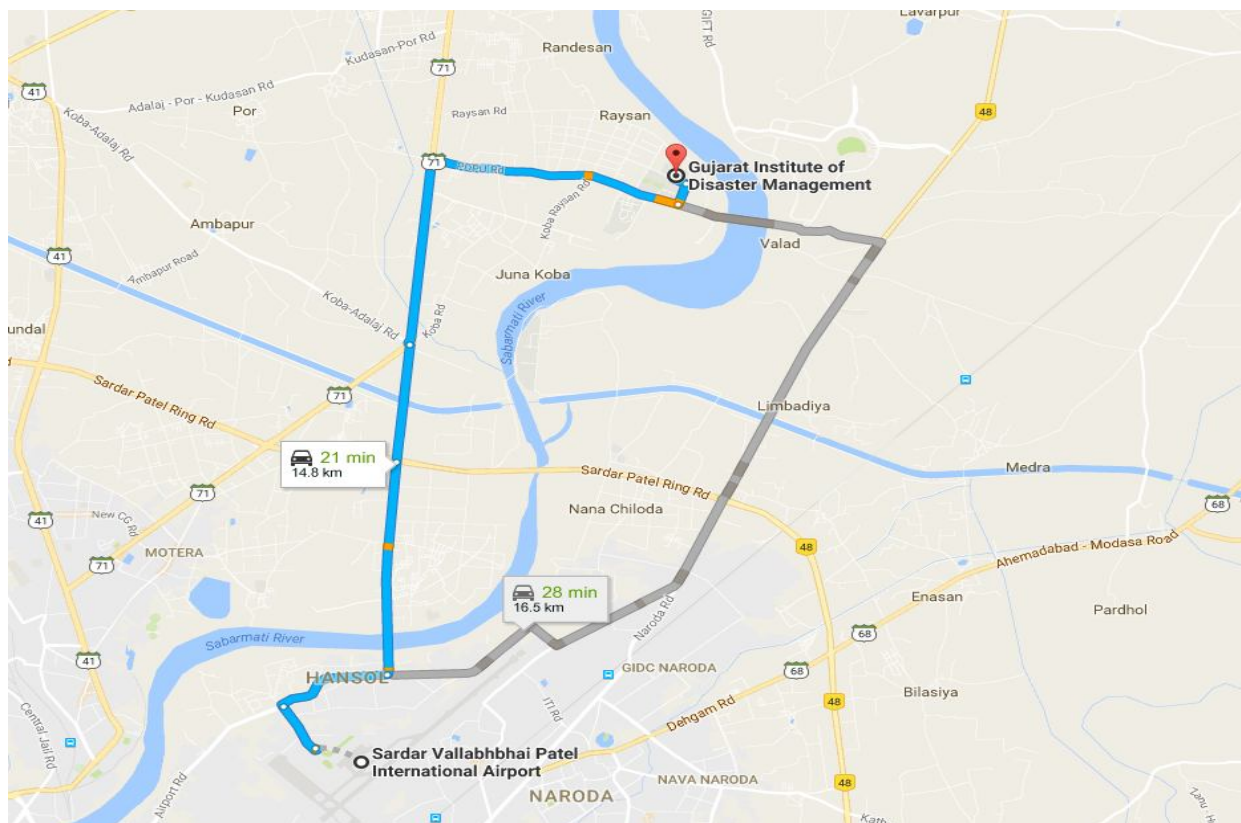 Lavarpur
GIFT Rd
Randesan
Kudasan-Por Rd
71
41
48
Adalaj - Por - Kudasan Rd
Por
Raysan Rd
Raysan
Koba-Adalaj Rd
71
PDPU Rd
Gujarat Institute of
Disaster Management
Koba Raysan Rd
Ambapur
41
Valad
Ambapur Road
Juna Koba
Koba-Adalaj Rd
Koba Rd
Sabarmati River
undal
71
Sardar Patel Ring Rd
Limbadiya
21 min
14.8 km
Sardar Patel Ring Rd
Medra
71
41
New CG Rd
Nana Chiloda
68
MOTERA
71
48
Ahemadabad - Modasa Road
28 min
16.5 km
Enasan
Naroda Rd
Pardhol
Sabarmati River
68
41
HANSOL
GIDC NARODA
68
Bilasiya
48
ITI Rd
Dehgam Rd
Central Jail Rd
Sardar Vallabhbhai Patel
International Airport
Airport Rd
NAVA NARODA
NARODA